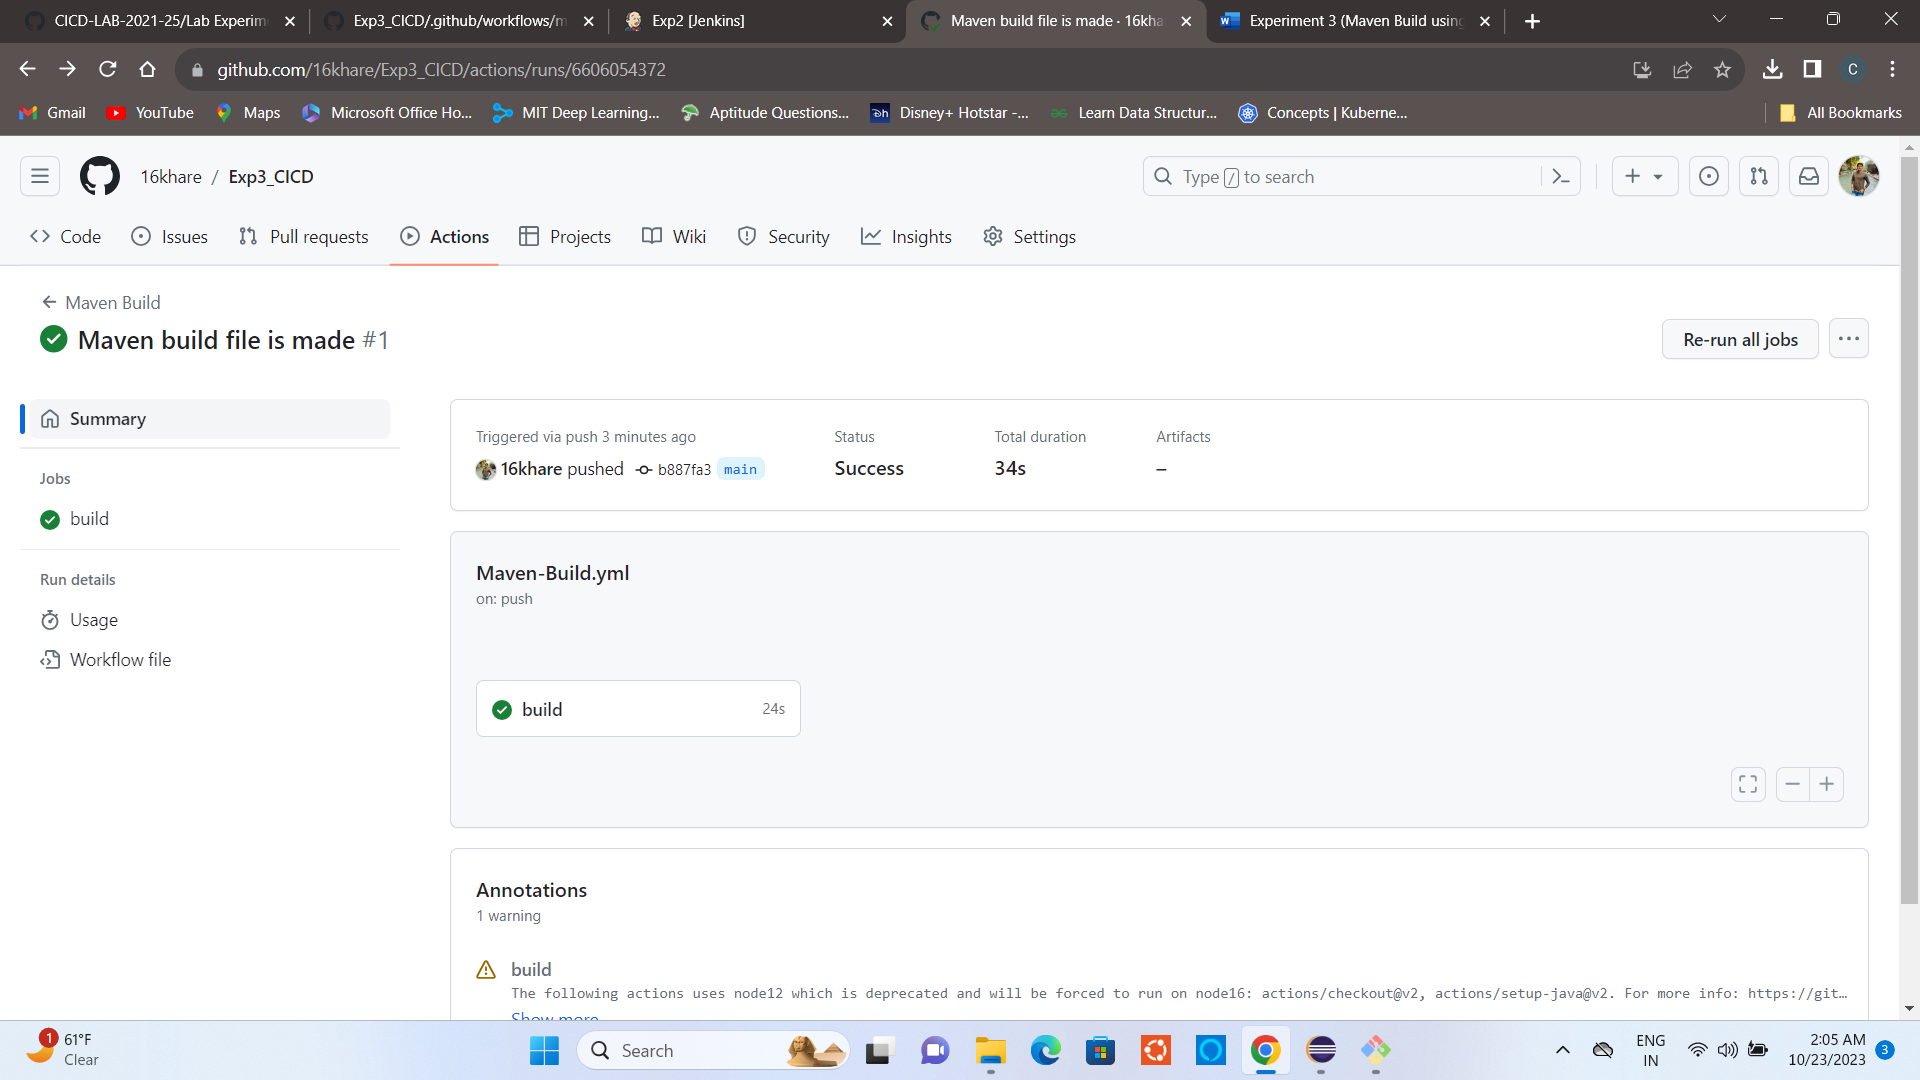 CICD-LAB-2021-25/Lab Experim
Exp3_CICD/.github/workflows/m
Exp2 [Jenkins]
Maven build file is made · 16kha
Experiment 3 (Maven Build using
github.com/16khare/Exp3_CICD/actions/runs/6606054372
C
Gmail
YouTube
Maps
Microsoft Office Ho...
MIT Deep Learning...
Aptitude Questions...
Disney+ Hotstar -...
Learn Data Structur...
Concepts | Kuberne...
All Bookmarks
16khare / Exp3_CICD
Type / to search
Code
Issues
Pull requests
Actions
Projects
Wiki
Security
Insights
Settings
Maven Build
Maven build file is made #1
Re-run all jobs
Summary
Jobs
build
Run details
Usage
Workflow file
Triggered via push 3 minutes ago
16khare pushed b887fa3 main
Status
Success
Total duration
34s
Artifacts
–
Maven-Build.yml
on: push
build 24s
Annotations
1 warning
build
The following actions uses node12 which is deprecated and will be forced to run on node16: actions/checkout@v2, actions/setup-java@v2. For more info: https://git…
Show more
1
61°F
Clear
Search
ENG
IN
2:05 AM
10/23/2023
3